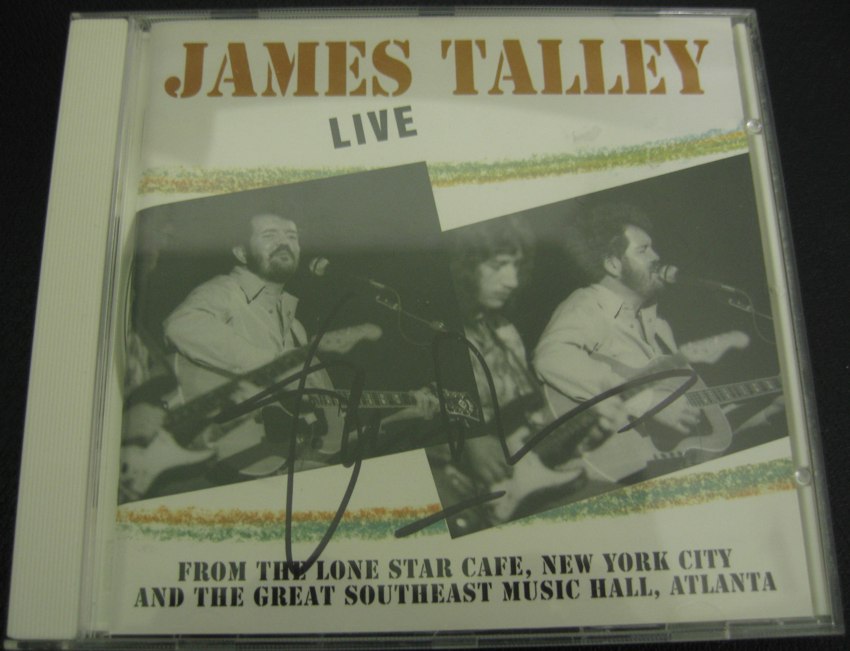 JAMES TALLEY
LIVE
FROM THE LONE STAR CAFE, NEW YORK CITY
AND THE GREAT SOUTHEAST MUSIC HALL, ATLANTA